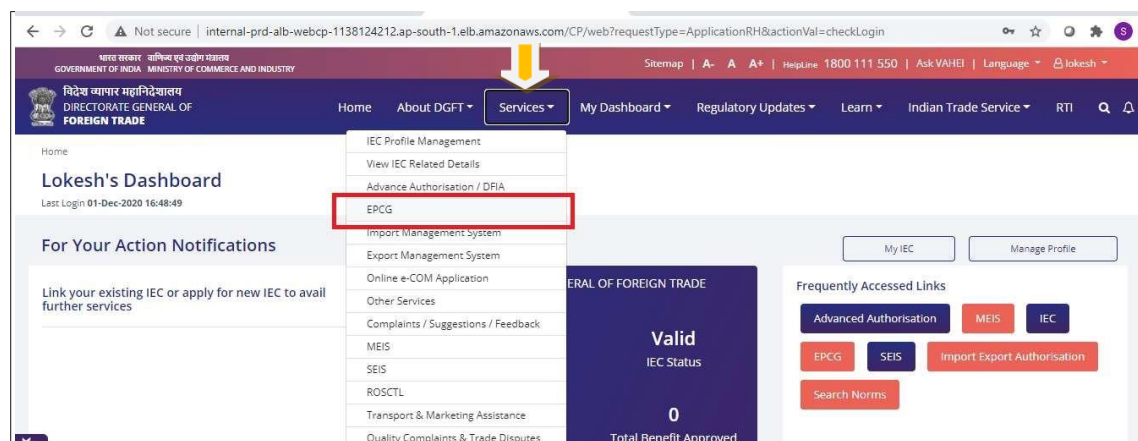 Not secure | internal-prd-alb-webcp-1138124212.ap-south-1.elb.amazonaws.com/CP/web?requestType=ApplicationRH&actionVal=checkLogin
S
भारत सरकार वाणिज्य एवं उद्योग मंत्रालय
GOVERNMENT OF INDIA MINISTRY OF COMMERCE AND INDUSTRY
Sitemap | A- A A+ | HELPLINE 1800 111 550 | Ask VAHEI | Language lokesh
विदेश व्यापार महानिदेशालय
DIRECTORATE GENERAL OF
FOREIGN TRADE
Home About DGFT Services My Dashboard Regulatory Updates Learn Indian Trade Service RTI
Home
Lokesh's Dashboard
Last Login 01-Dec-2020 16:48:49
IEC Profile Management
View IEC Related Details
Advance Authorisation / DFIA
EPCG
Import Management System
Export Management System
Online e-COM Application
Other Services
Complaints / Suggestions / Feedback
MEIS
SEIS
ROSCTL
Transport & Marketing Assistance
Quality Complaints & Trade Disputes
For Your Action Notifications
My IEC Manage Profile
Link your existing IEC or apply for new IEC to avail
further services
ERAL OF FOREIGN TRADE
Valid
IEC Status
0
Total Benefit Approved
Frequently Accessed Links
Advanced Authorisation MEIS IEC
EPCG SEIS Import Export Authorisation
Search Norms